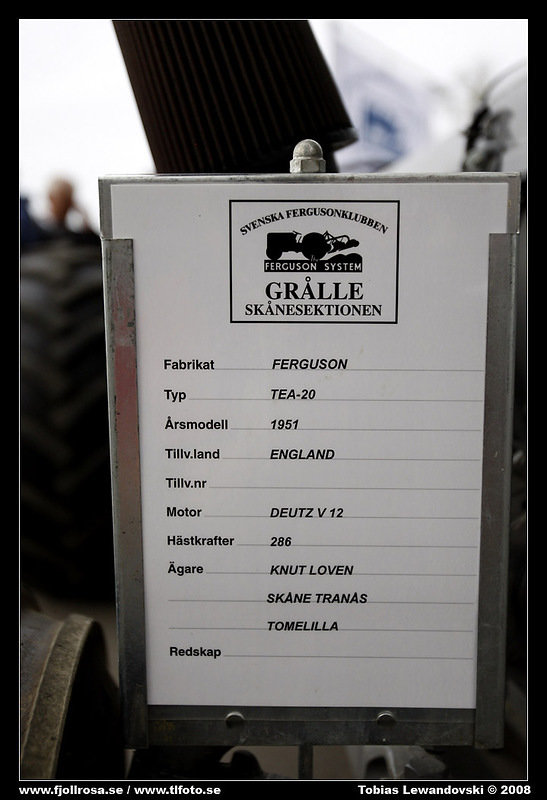 SVENSKA FERGUSONKLUBBEN
FERGUSON SYSTEM
GRÅLLE
SKÅNESEKTIONEN
Fabrikat FERGUSON
Typ TEA-20
Årsmodell 1951
Tillv.land ENGLAND
Tillv.nr
Motor DEUTZ V 12
Hästkrafter 286
Ägare KNUT LOVEN
SKÅNE TRANÅS
TOMELILLA
Redskap
www.fjollrosa.se / www.tlfoto.se Tobias Lewandovski © 2008